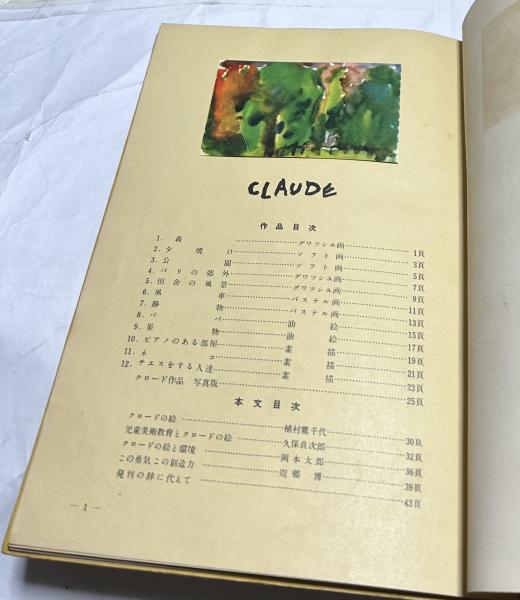 CLAUDE
作品目次
1. 森………グワツシユ画………1頁
2. 夕焼け………ソフト画………3頁
3. 公園………ソフト画………5頁
4. パリの郊外………グワツシユ画………7頁
5. 田舎の風景………グワツシユ画………9頁
6. 風車………パステル画………11頁
7. 静物………パステル画………13頁
8. パパ………油絵………15頁
9. 果物………油絵………17頁
10. ピアノのある部屋………素描………19頁
11. ネコ………素描………21頁
12. チエスをする人達………素描………23頁
クロード作品 写真版………25頁
本文目次
クロードの絵………植村鷹千代………30頁
児童美術教育とクロードの絵………久保貞次郎………32頁
クロードの絵と環境………岡本太郎………36頁
この勇気この創造力………周郷博………39頁
発刊の辞に代えて………43頁
… 1 …